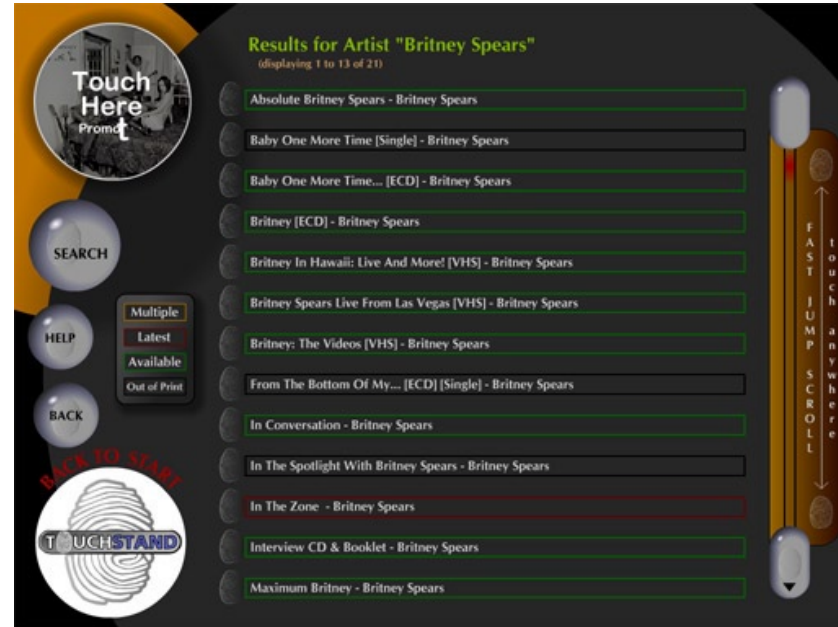 Touch
Here
Promot
Results for Artist "Britney Spears"
(displaying 1 to 13 of 21)
Absolute Britney Spears - Britney Spears
Baby One More Time [Single] - Britney Spears
Baby One More Time... [ECD] - Britney Spears
Britney [ECD] - Britney Spears
Britney In Hawaii: Live And More! [VHS] - Britney Spears
Britney Spears Live From Las Vegas [VHS] - Britney Spears
Britney: The Videos [VHS] - Britney Spears
From The Bottom Of My... [ECD] [Single] - Britney Spears
In Conversation - Britney Spears
In The Spotlight With Britney Spears - Britney Spears
In The Zone - Britney Spears
Interview CD & Booklet - Britney Spears
Maximum Britney - Britney Spears
SEARCH
HELP
BACK
Multiple
Latest
Available
Out of Print
BACK TO START
TOUCHSTAND
FAST JUMP SCROLL
touch anywhere